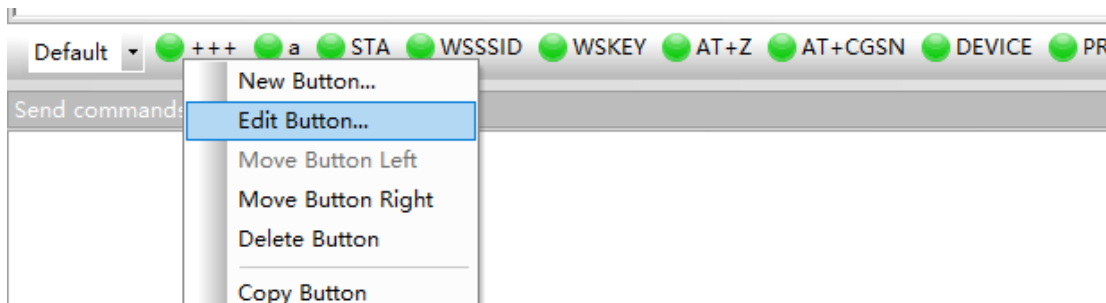 Default +++ a STA WSSSID WSKEY AT+Z AT+CGSN DEVICE PR
New Button...
Send commands
Edit Button...
Move Button Left
Move Button Right
Delete Button
Copy Button